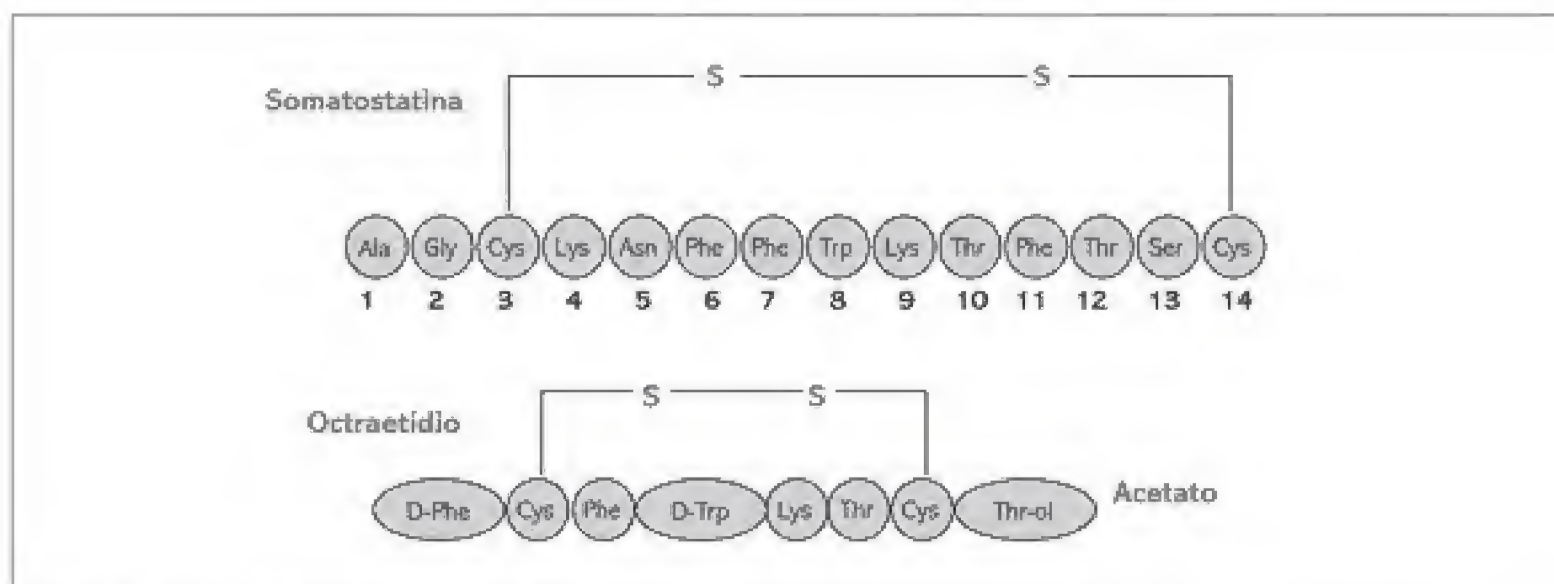 S S
Somatostatina
Ala Gly Cys Lys Asn Phe Phe Trp Lys Thr Phe Thr Ser Cys
1 2 3 4 5 6 7 8 9 10 11 12 13 14
S S
Octraetídio
D-Phe Cys Phe D-Trp Lys Thr Cys Thr-ol Acetato